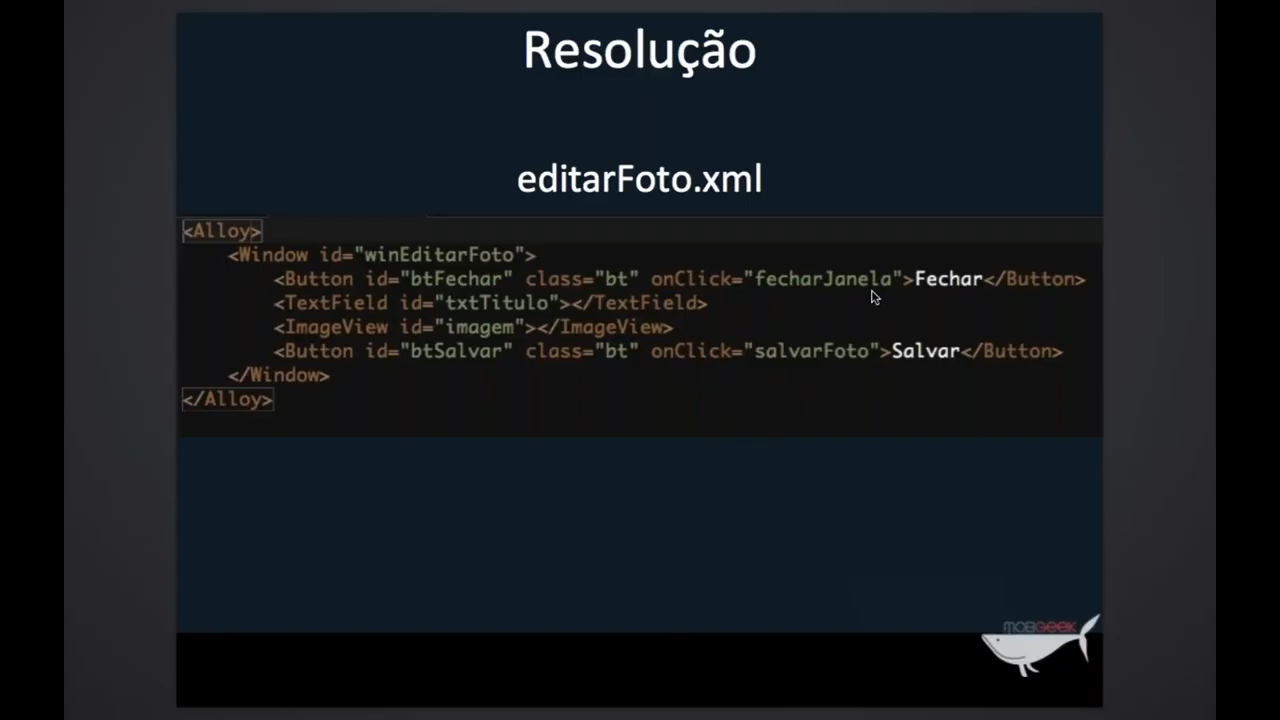 Resolução
editarFoto.xml
<Alloy>
<Window id="winEditarFoto">
<Button id="btFechar" class="bt" onClick="fecharJanela">Fechar</Button>
<TextField id="txtTitulo"></TextField>
<ImageView id="imagem"></ImageView>
<Button id="btSalvar" class="bt" onClick="salvarFoto">Salvar</Button>
</Window>
</Alloy>
MOBGEEK